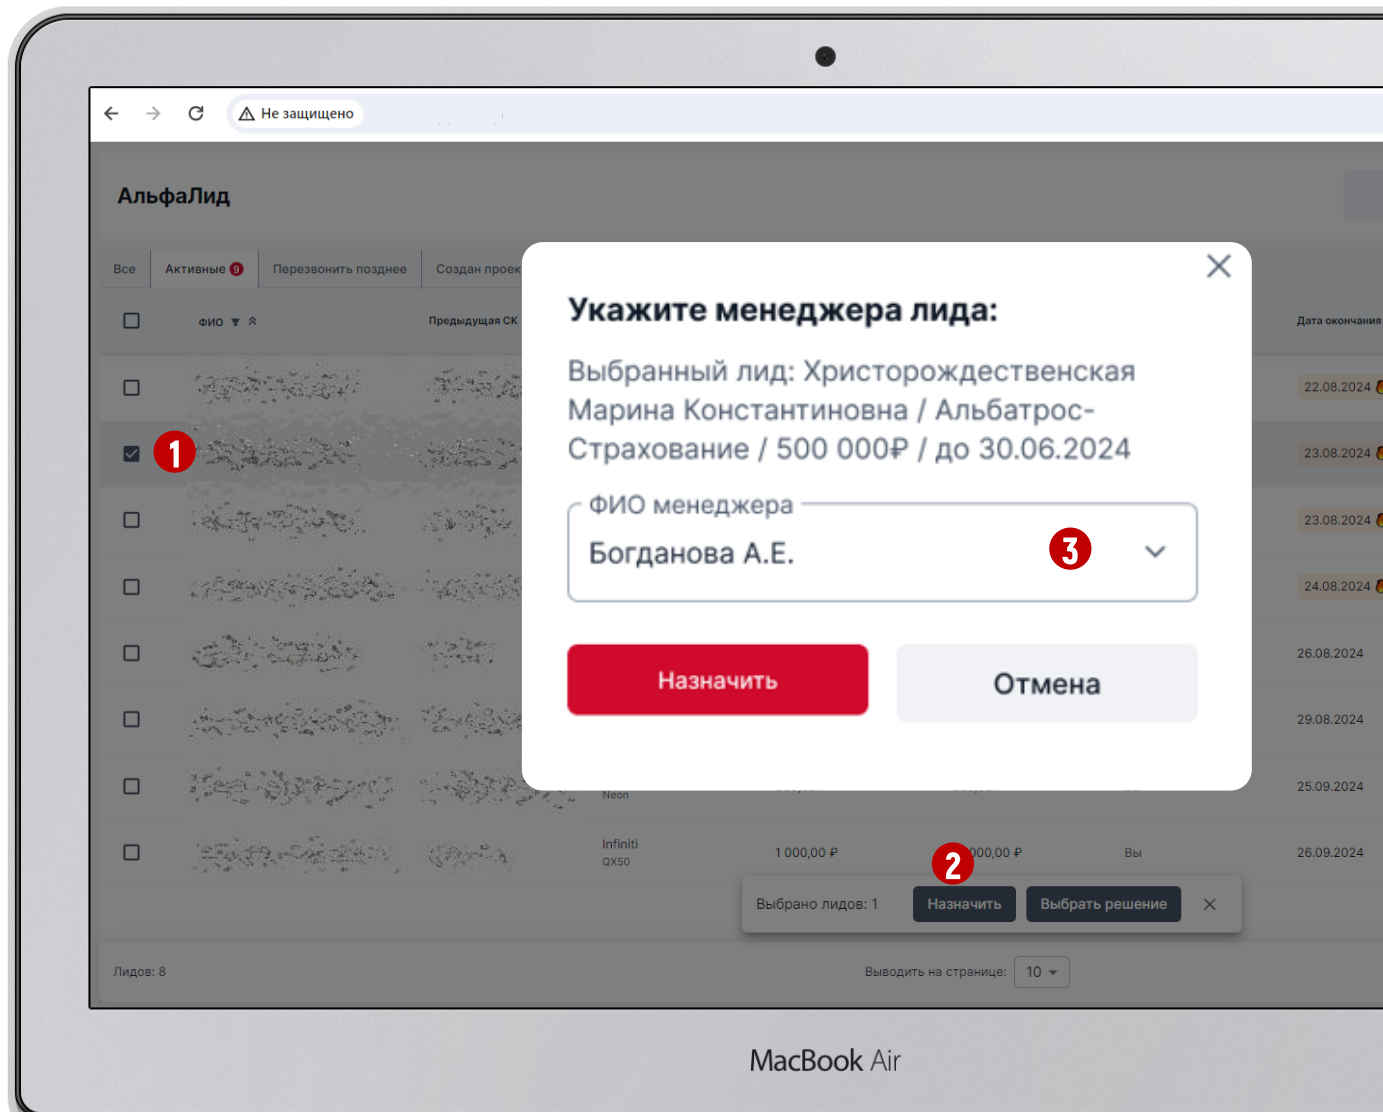 Не защищено
АльфаЛид
Все
Активные 9
Перезвонить позднее
Создан проек
ФИО
Предыдущая СК
Дата окончания
Укажите менеджера лида:
Выбранный лид: Христорождественская
Марина Константиновна / Альбатрос-
Страхование / 500 000₽ / до 30.06.2024
ФИО менеджера
Богданова А.Е.
3
Назначить
Отмена
22.08.2024
1
23.08.2024
23.08.2024
24.08.2024
26.08.2024
29.08.2024
Neon
25.09.2024
Infiniti
QX50
1 000,00 ₽
000,00 ₽
Вы
26.09.2024
2
Выбрано лидов: 1
Назначить
Выбрать решение
Лидов: 8
Выводить на странице:
10
MacBook Air